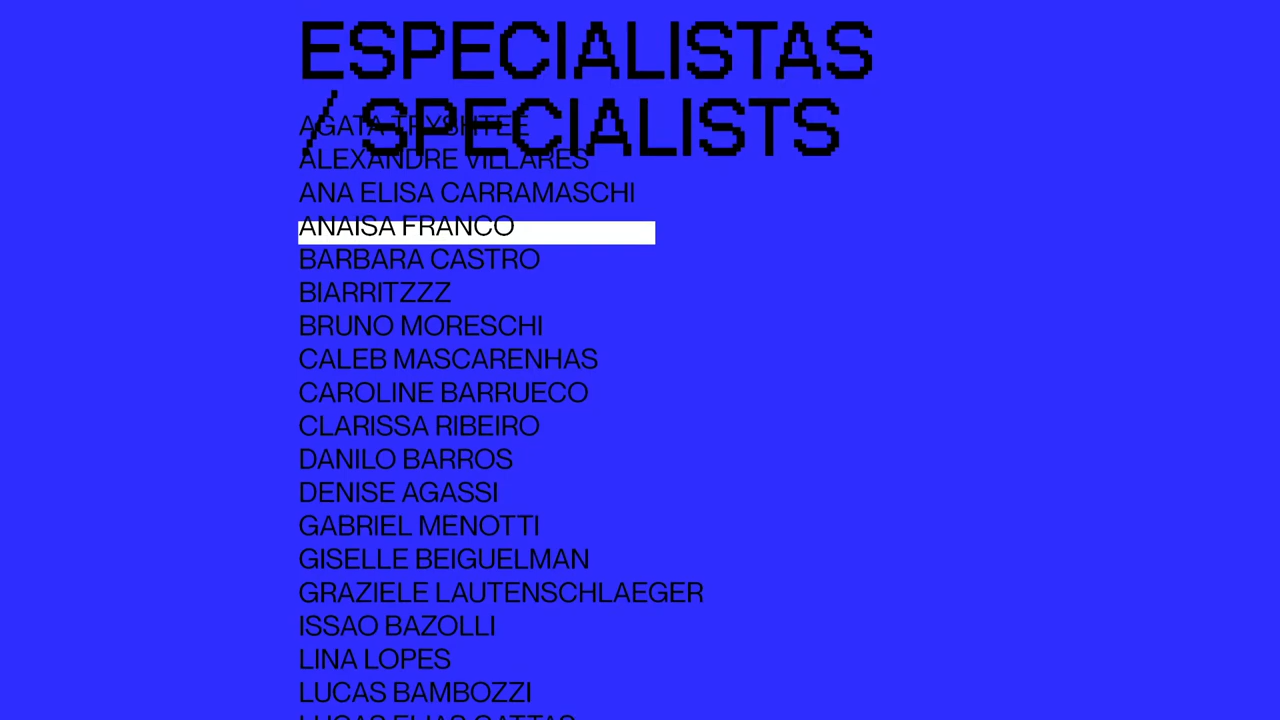 ESPECIALISTAS
/ SPECIALISTS
AGATA TRYSHTEE
ALEXANDRE VILLARES
ANA ELISA CARRAMASCHI
ANAISA FRANCO
BARBARA CASTRO
BIARRITZZZ
BRUNO MORESCHI
CALEB MASCARENHAS
CAROLINE BARRUECO
CLARISSA RIBEIRO
DANILO BARROS
DENISE AGASSI
GABRIEL MENOTTI
GISELLE BEIGUELMAN
GRAZIELE LAUTENSCHLAEGER
ISSAO BAZOLLI
LINA LOPES
LUCAS BAMBOZZI
LUCAS ELIAS